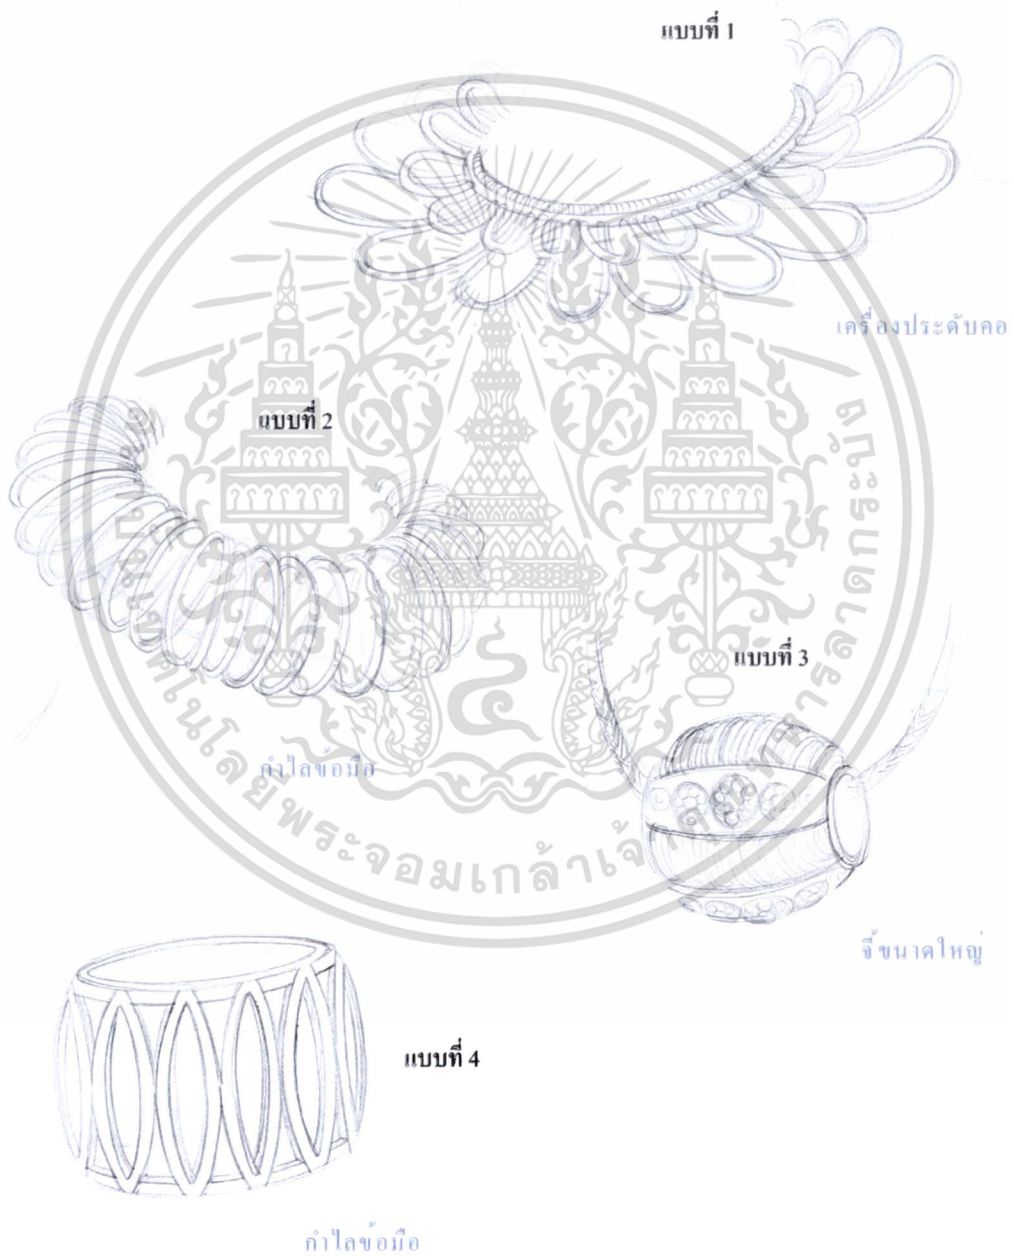 แบบที่ 1
เครื่องประดับคอ
แบบที่ 2
แบบที่ 3
กำไลข้อมือ
จี้ขนาดใหญ่
แบบที่ 4
กำไลข้อมือ